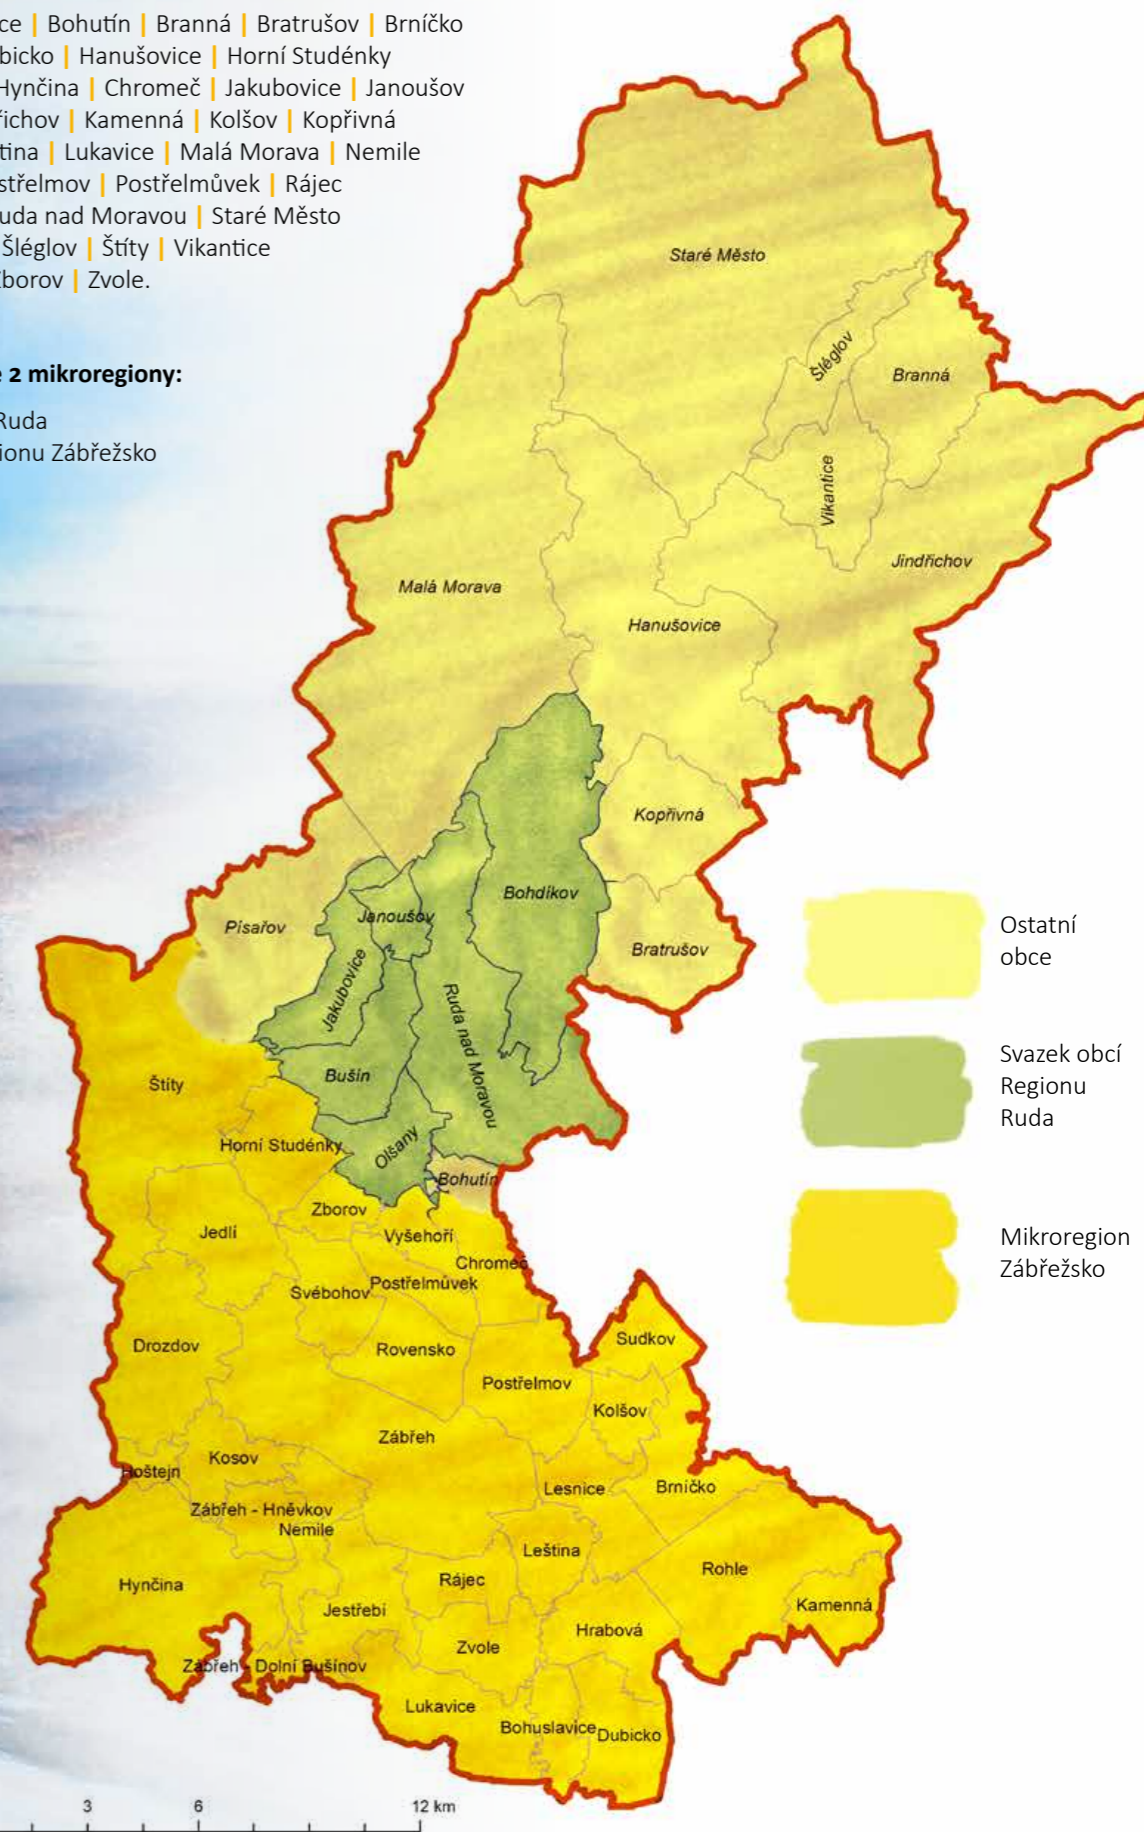 ce | Bohutín | Branná | Bratrušov | Brníčko
bicko | Hanušovice | Horní Studénky
Hynčina | Chromeč | Jakubovice | Janoušov
řichov | Kamenná | Kolšov | Kopřivná
tina | Lukavice | Malá Morava | Nemile
střelmov | Postřelmůvek | Rájec
uda nad Moravou | Staré Město
Šléglov | Štíty | Vikantice
Zborov | Zvole.
e 2 mikroregiony:
Ruda
ionu Zábřežsko
Staré Město
Šléglov
Branná
Vikantice
Jindřichov
Malá Morava
Hanušovice
Kopřivná
Bohdíkov
Písařov
Janoušov
Bratrušov
Jakubovice
Ruda nad Moravou
Bušín
Štíty
Horní Studénky
Olšany
Bohutín
Zborov
Jedlí
Vyšehoří
Chromeč
Postřelmůvek
Svébohov
Drozdov
Rovensko
Sudkov
Postřelmov
Kolšov
Zábřeh
Hoštejn
Kosov
Lesnice
Brníčko
Zábřeh - Hněvkov
Nemile
Leština
Rohle
Hynčina
Rájec
Kamenná
Jestřebí
Hrabová
Zvole
Zábřeh - Dolní Bušínov
Lukavice
Bohuslavice
Dubicko
Ostatní
obce
Svazek obcí
Regionu
Ruda
Mikroregion
Zábřežsko
3 6 12 km